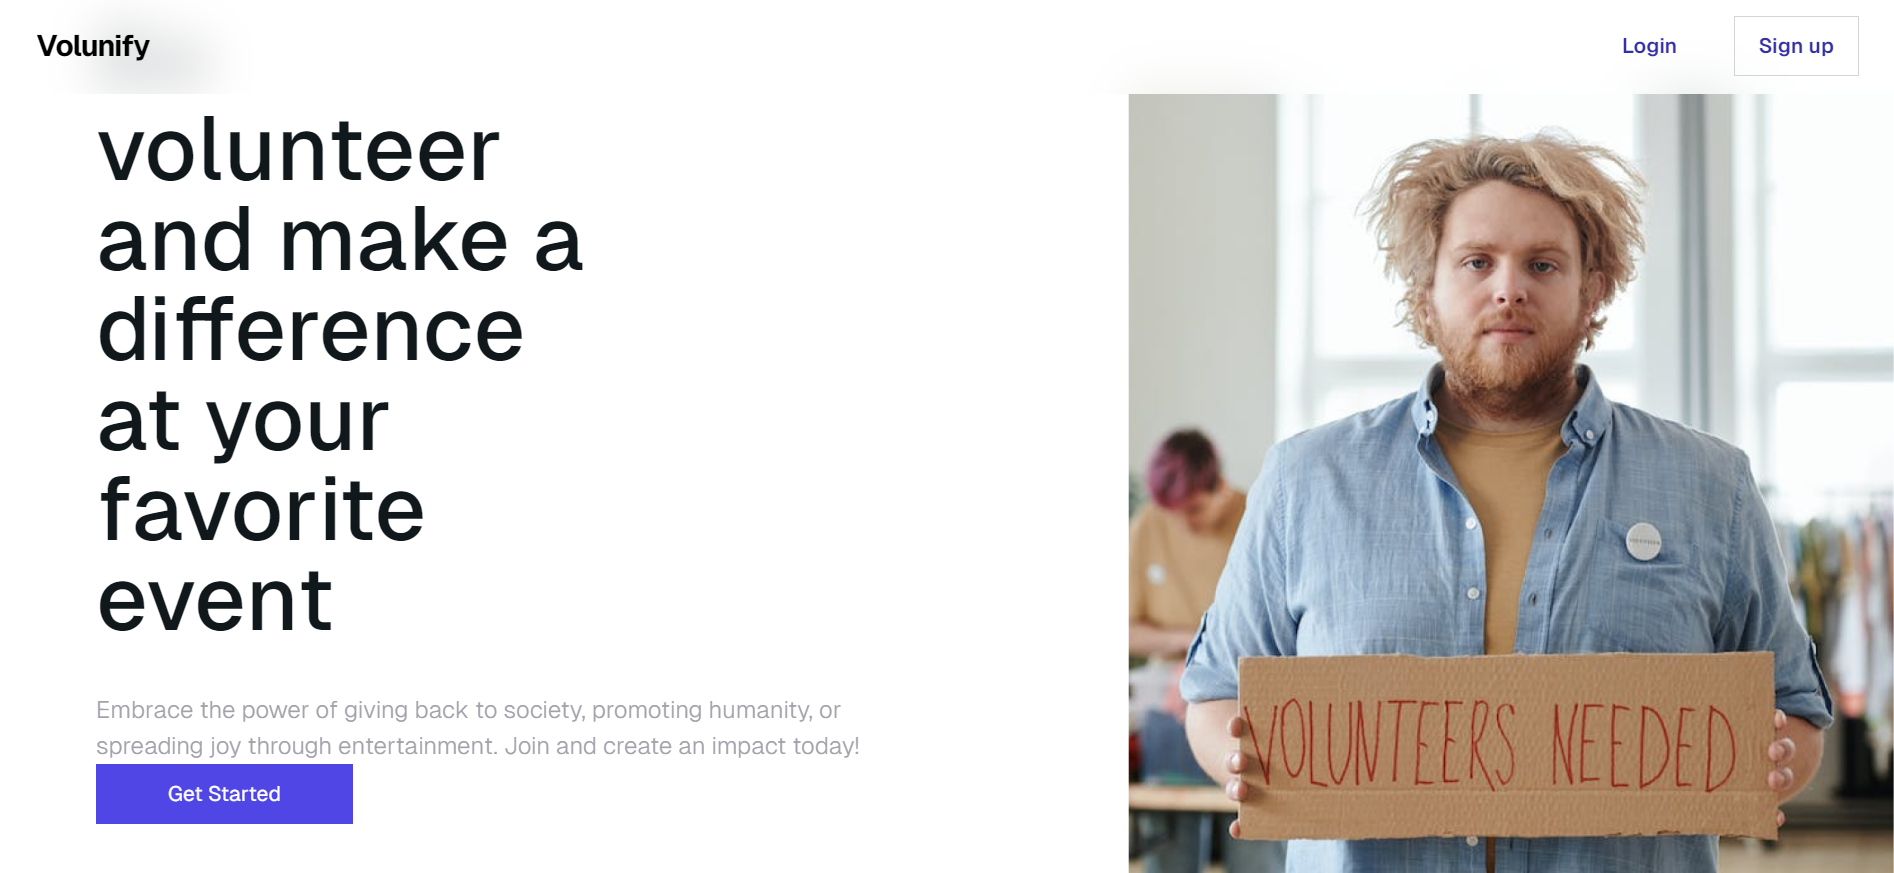 Volunify
Login
Sign up
volunteer
and make a
difference
at your
favorite
event
Embrace the power of giving back to society, promoting humanity, or
spreading joy through entertainment. Join and create an impact today!
Get Started
VOLUNTEERS NEEDED